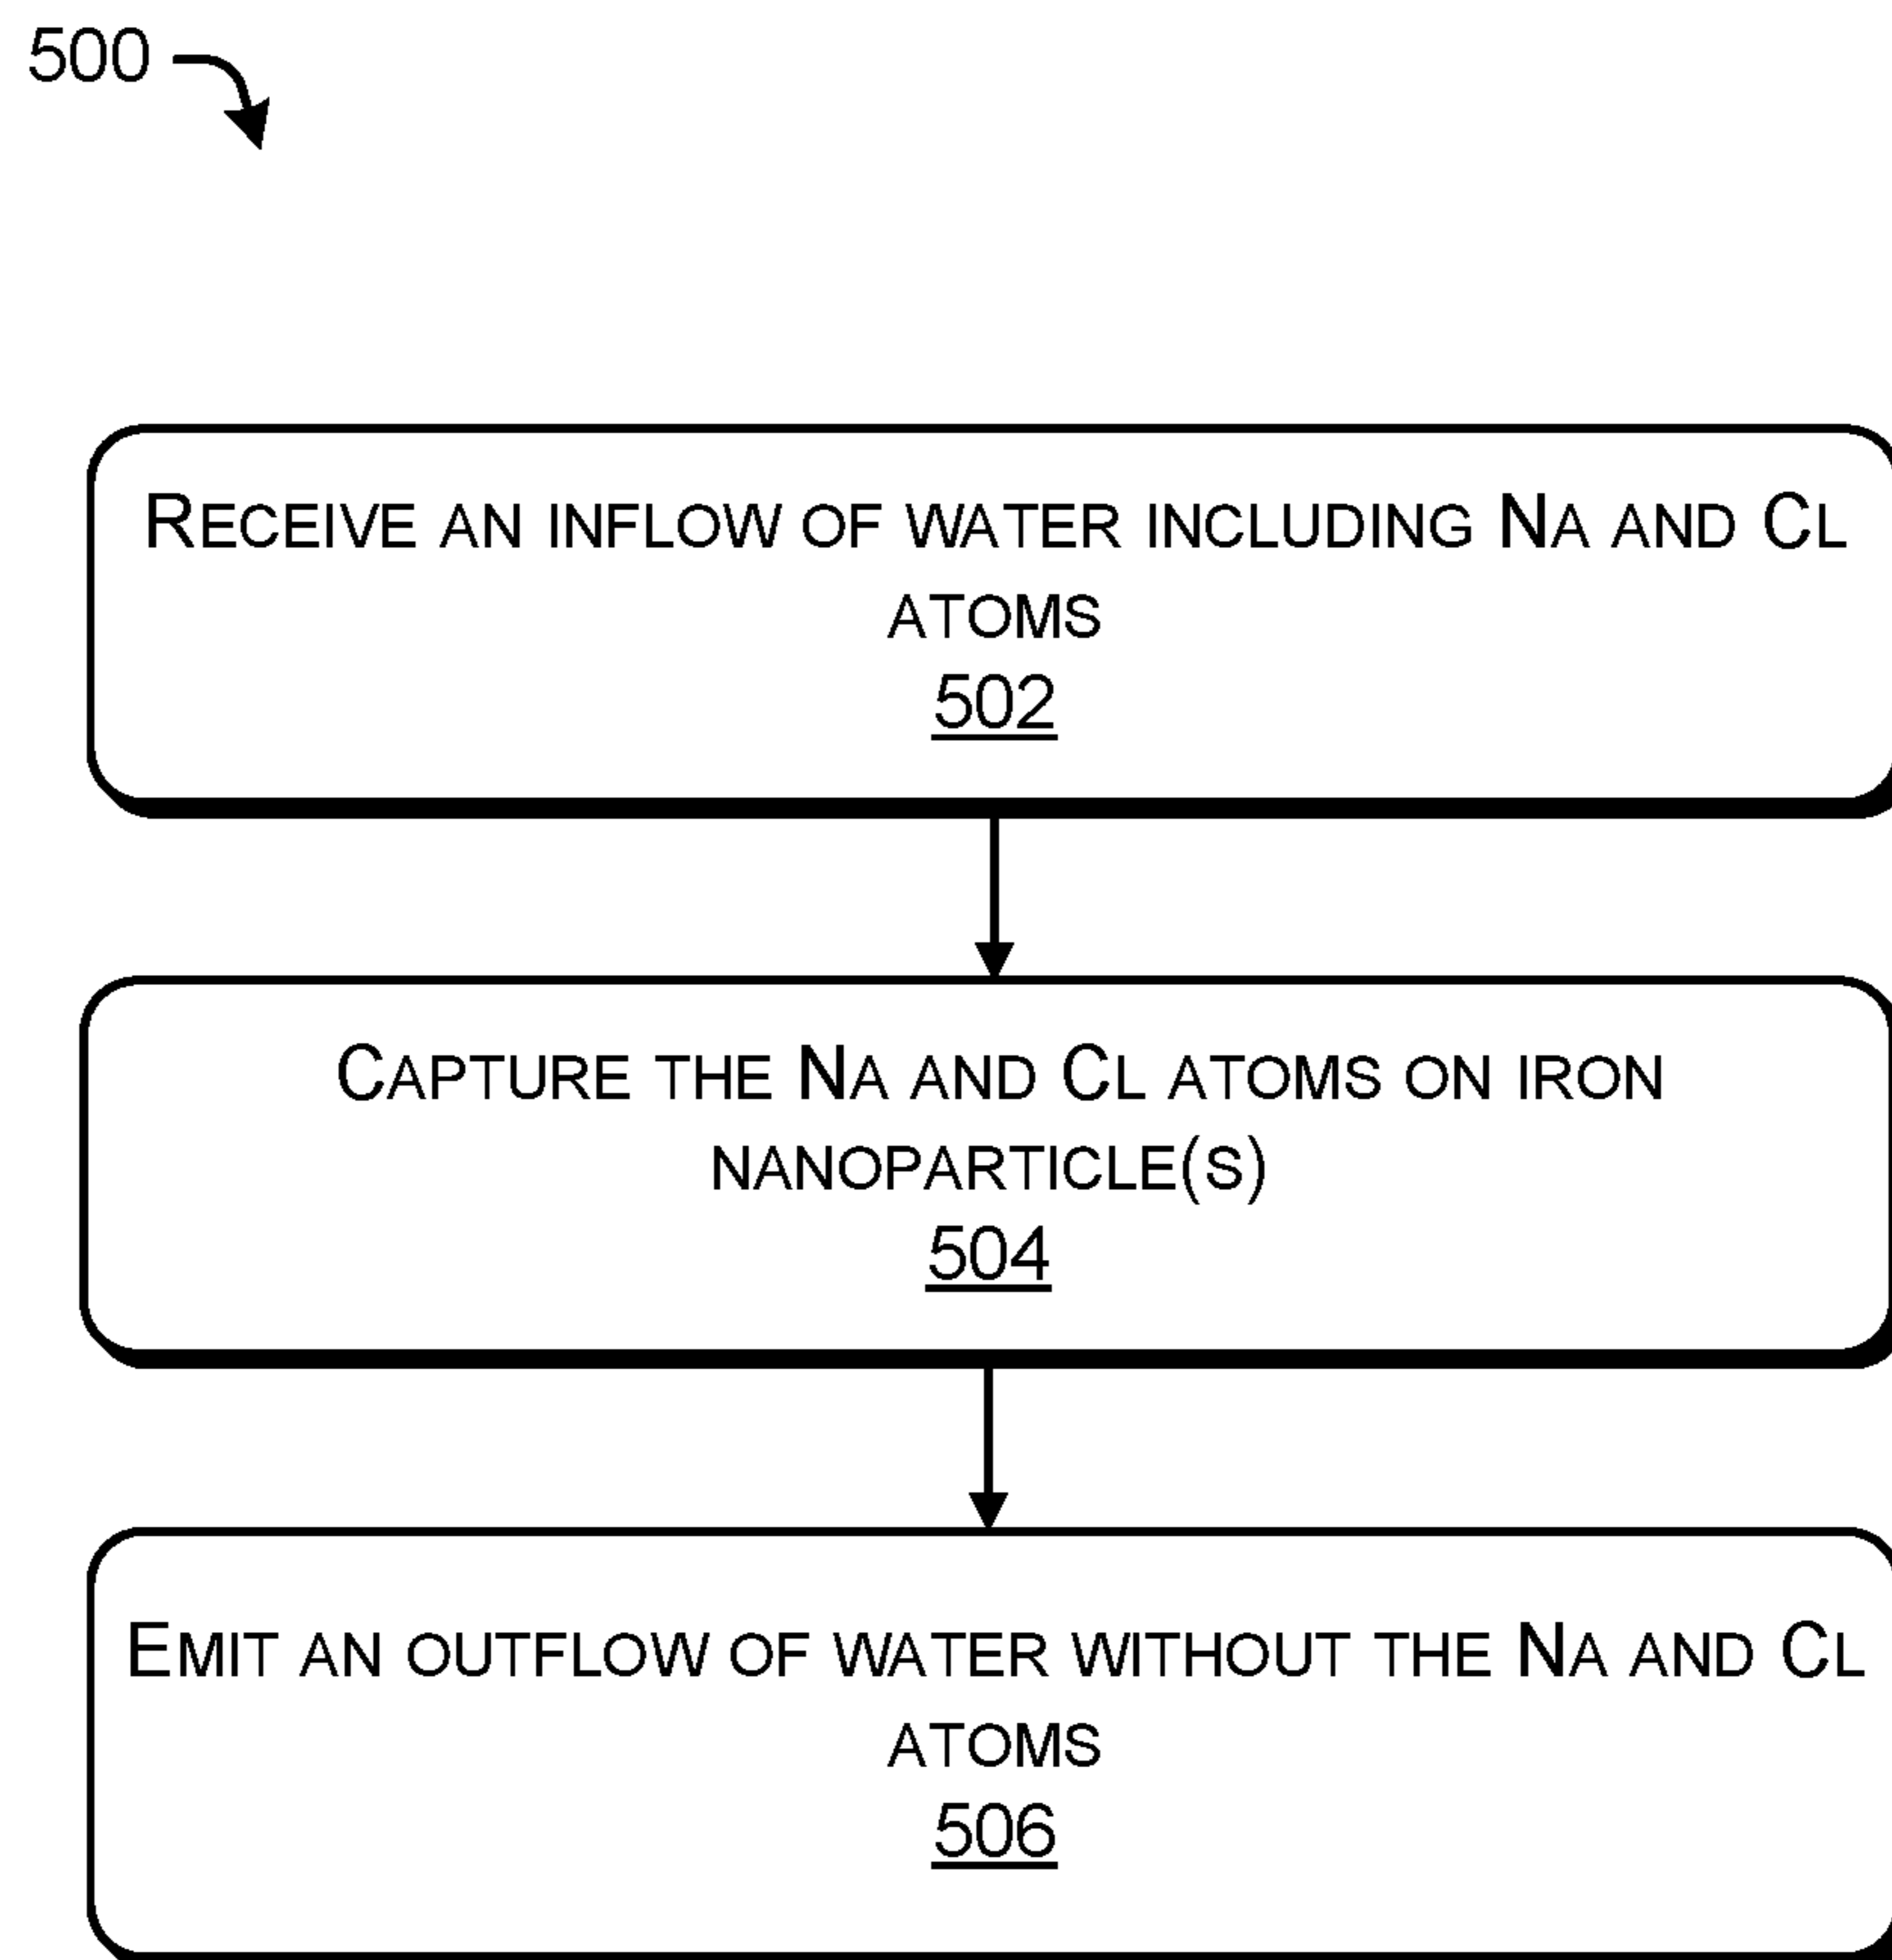 500
RECEIVE AN INFLOW OF WATER INCLUDING NA AND CL
ATOMS
502
CAPTURE THE NA AND CL ATOMS ON IRON
NANOPARTICLE(S)
504
EMIT AN OUTFLOW OF WATER WITHOUT THE NA AND CL
ATOMS
506